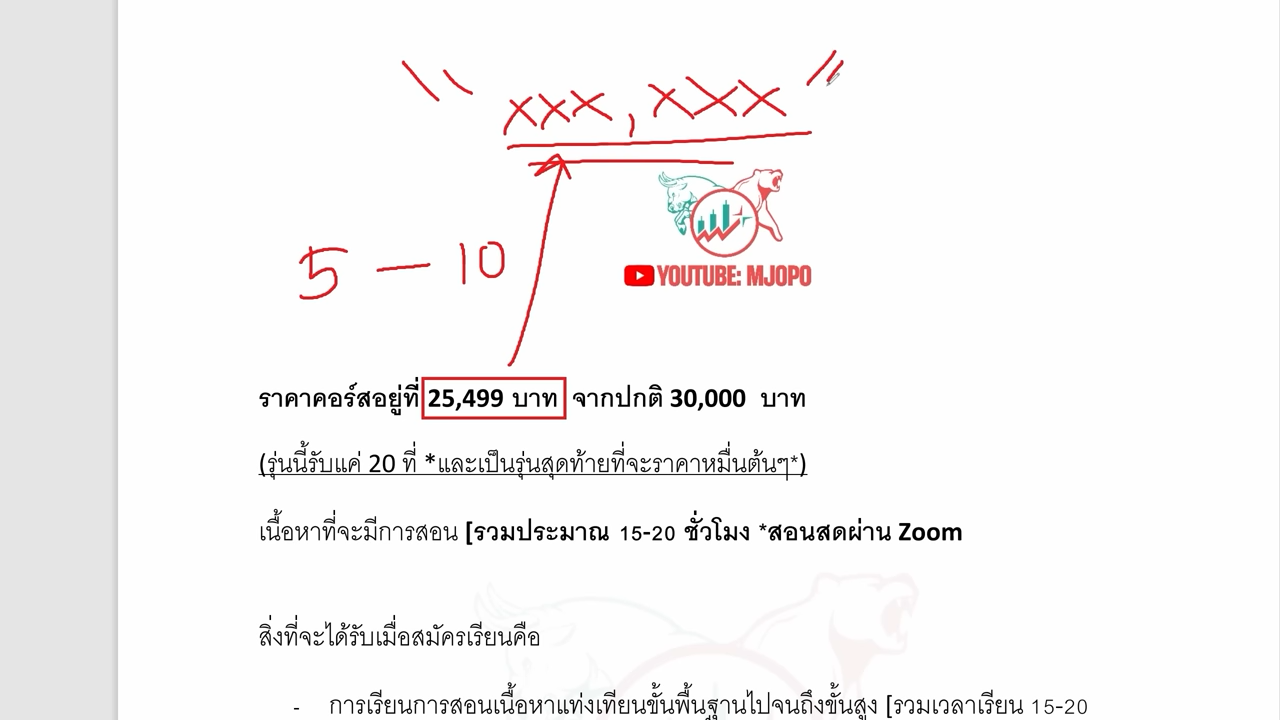 " xxx,xxx "
5 - 10
YOUTUBE: MJOPO
ราคาคอร์สอยู่ที่ 25,499 บาท จากปกติ 30,000 บาท
(รุ่นนี้รับแค่ 20 ที่ *และเป็นรุ่นสุดท้ายที่จะราคาหมื่นต้นๆ*)
เนื้อหาที่จะมีการสอน [รวมประมาณ 15-20 ชั่วโมง *สอนสดผ่าน Zoom
สิ่งที่จะได้รับเมื่อสมัครเรียนคือ
- การเรียนการสอนเนื้อหาแท่งเทียนขั้นพื้นฐานไปจนถึงขั้นสูง [รวมเวลาเรียน 15-20